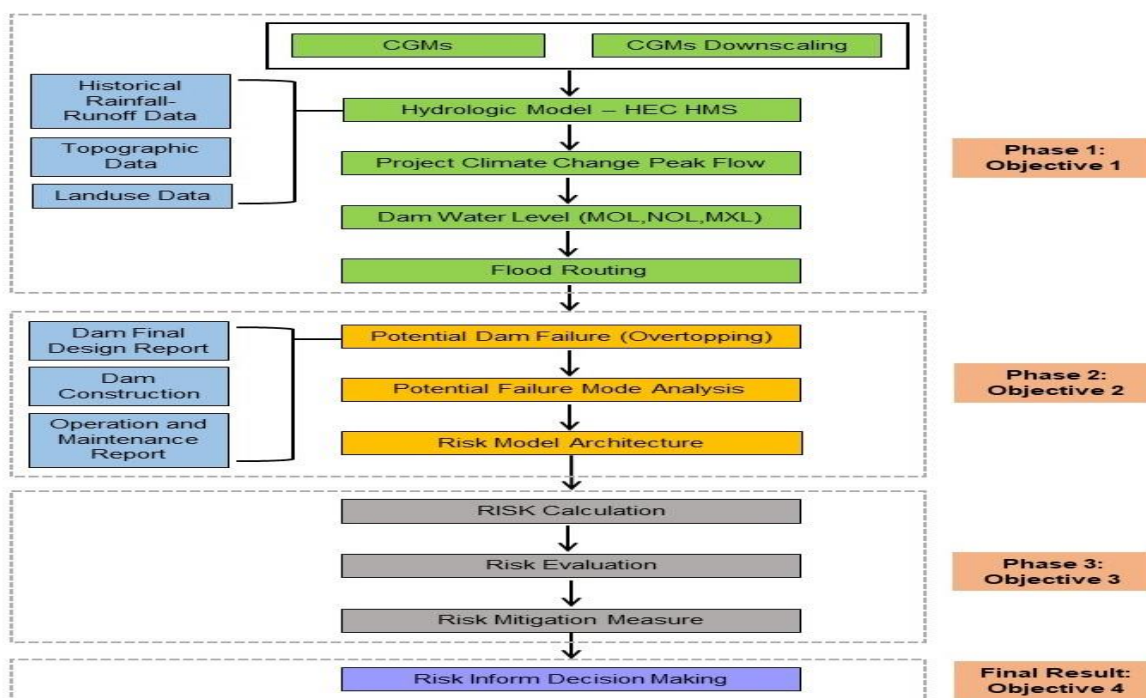 CGMs
CGMs Downscaling
Historical
Rainfall-
Runoff Data
Topographic
Data
Landuse Data
Hydrologic Model – HEC HMS
Project Climate Change Peak Flow
Dam Water Level (MOL,NOL,MXL)
Flood Routing
Phase 1:
Objective 1
Dam Final
Design Report
Dam
Construction
Operation and
Maintenance
Report
Potential Dam Failure (Overtopping)
Potential Failure Mode Analysis
Risk Model Architecture
Phase 2:
Objective 2
RISK Calculation
Risk Evaluation
Risk Mitigation Measure
Phase 3:
Objective 3
Risk Inform Decision Making
Final Result:
Objective 4